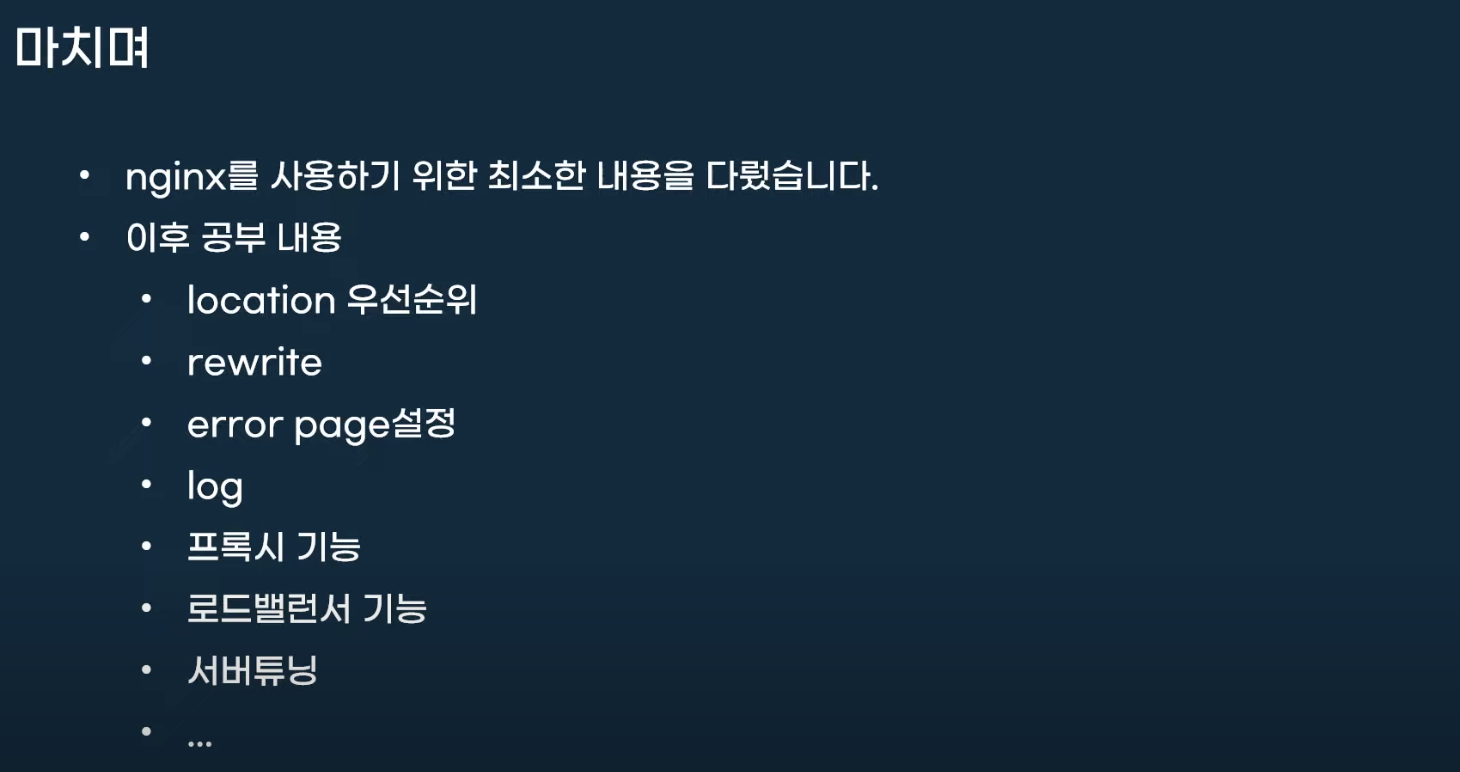 마치며
• nginx를 사용하기 위한 최소한 내용을 다뤘습니다.
• 이후 공부 내용
• location 우선순위
• rewrite
• error page설정
• log
• 프록시 기능
• 로드밸런서 기능
• 서버튜닝
• ...